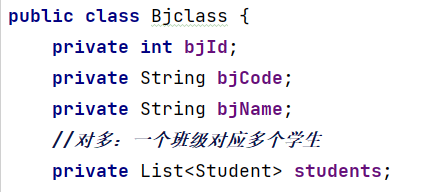 public class Bjclass {
private int bjId;
private String bjCode;
private String bjName;
//对多：一个班级对应多个学生
private List<Student> students;